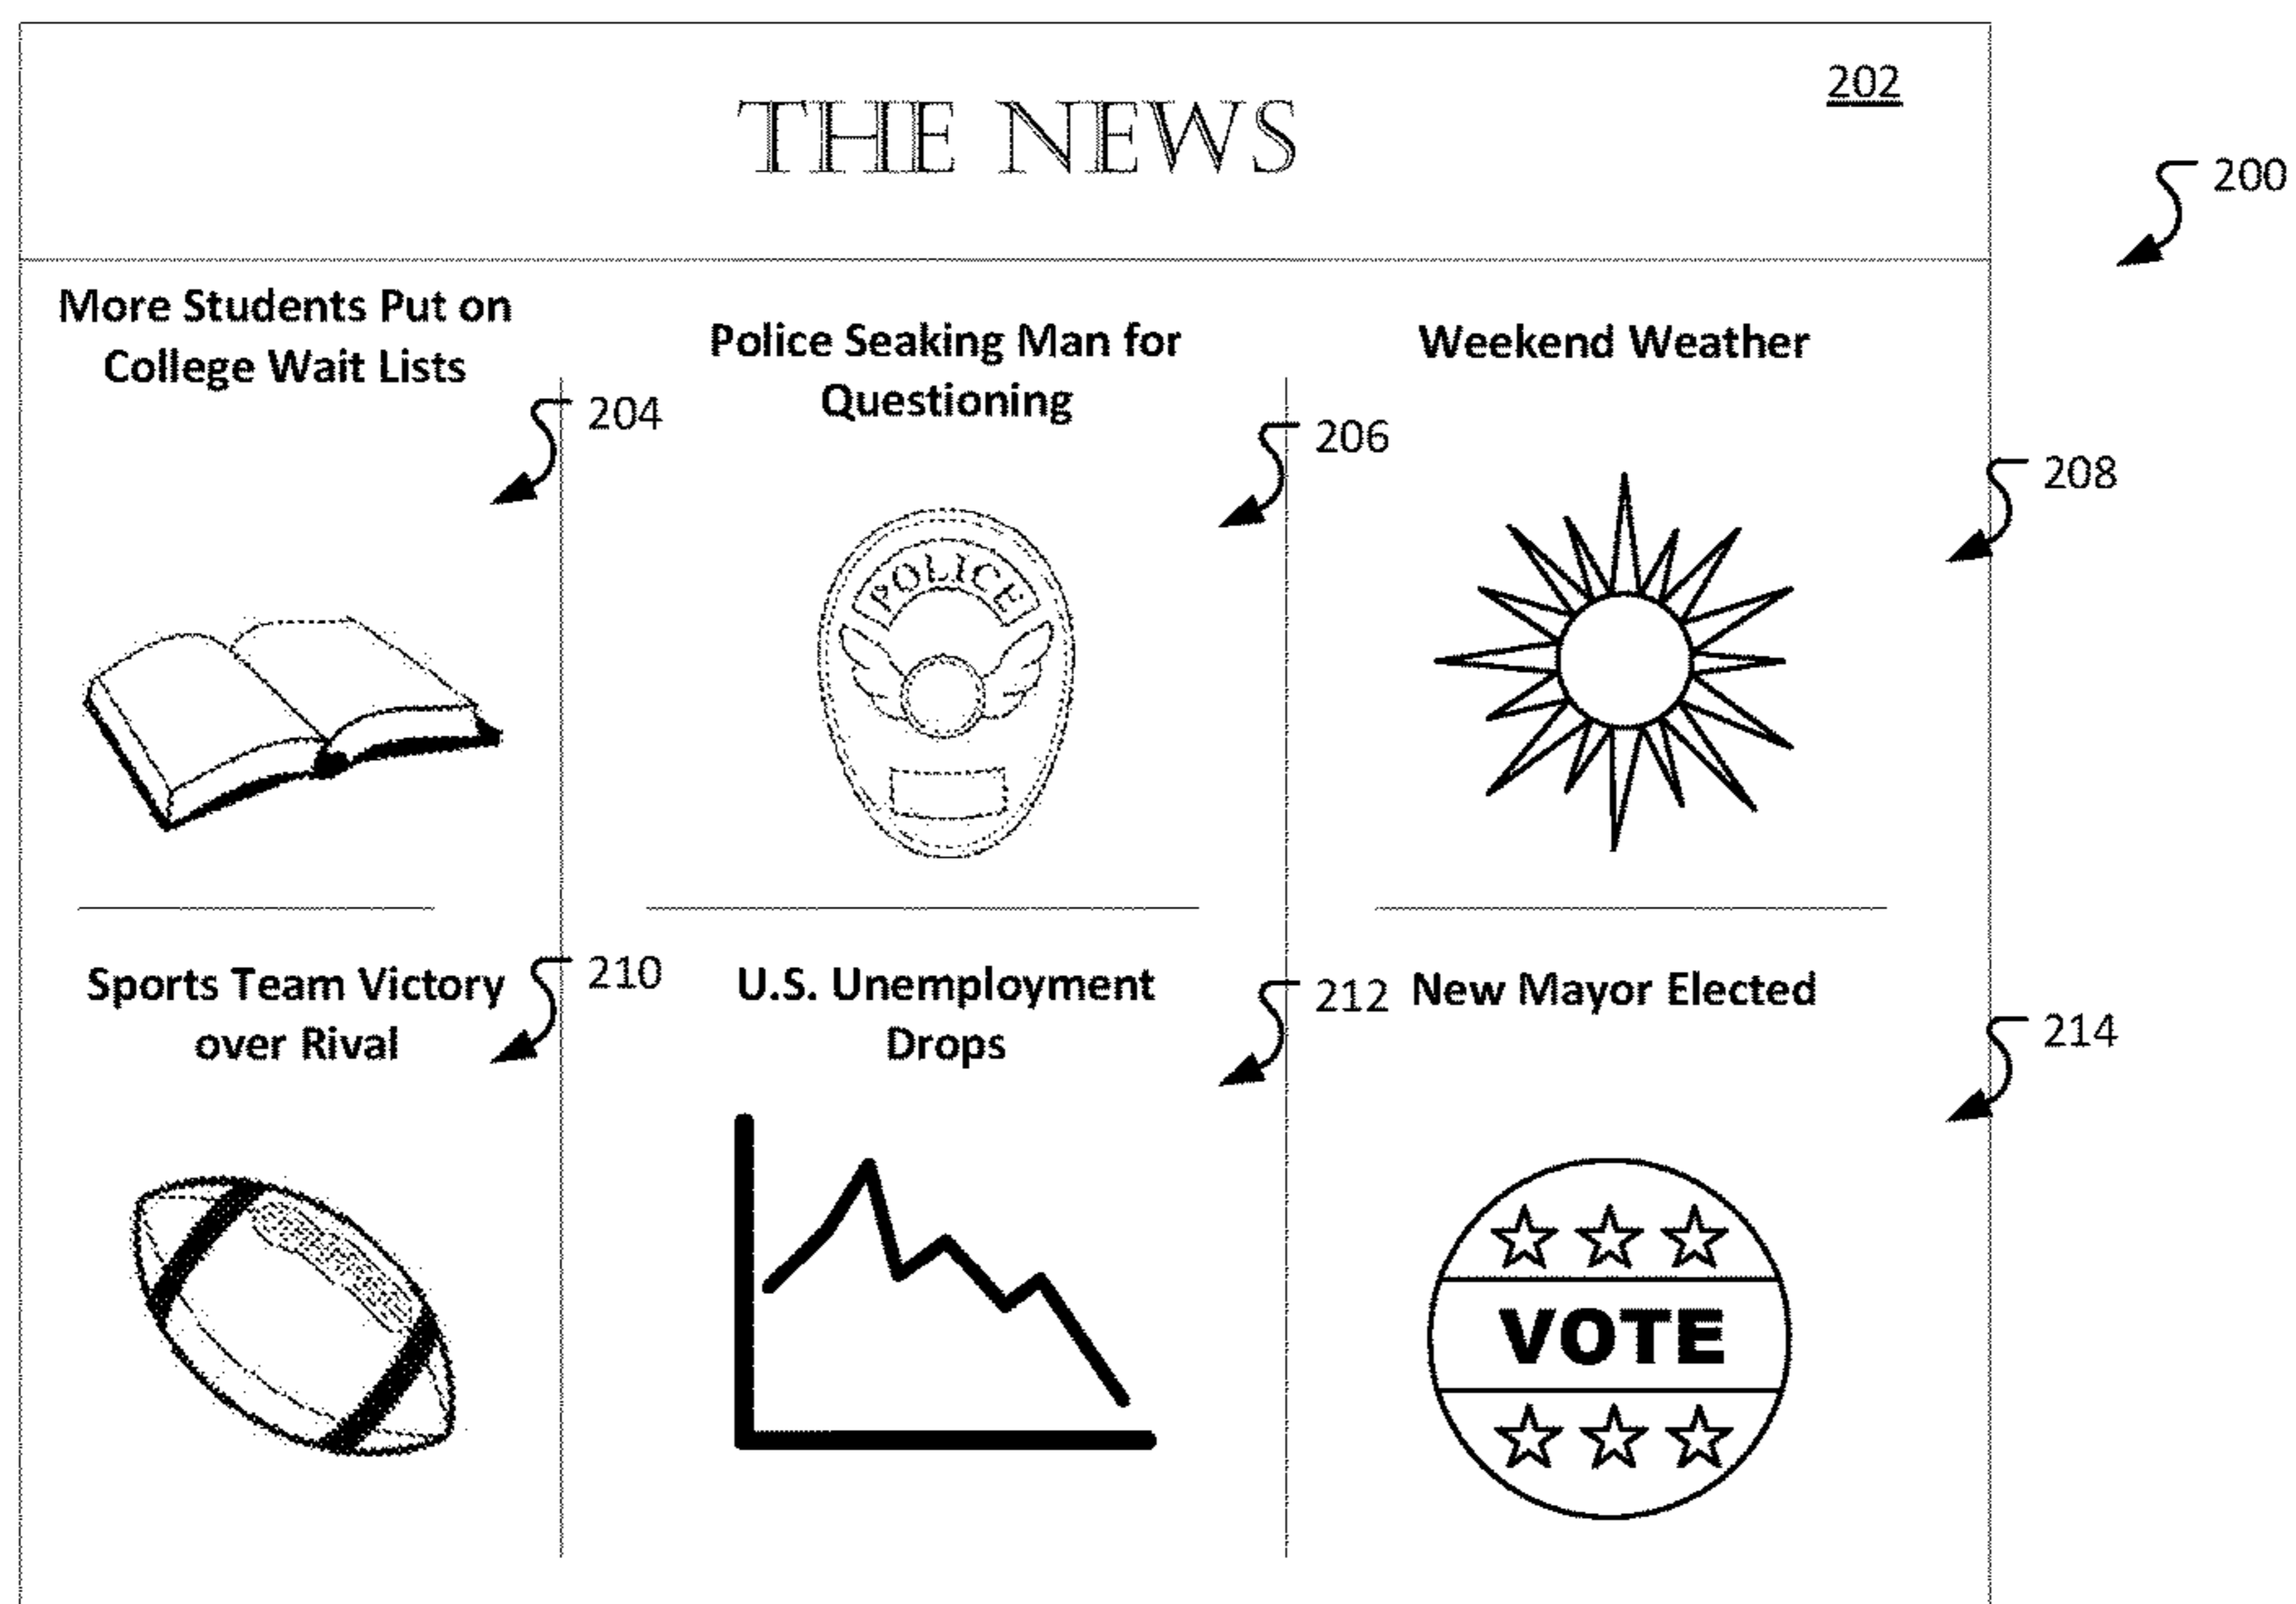 202
THE NEWS
200
More Students Put on
College Wait Lists
204
Police Seaking Man for
Questioning
206
Weekend Weather
208
POLICE
Sports Team Victory
over Rival
210
U.S. Unemployment
Drops
212
New Mayor Elected
214
VOTE